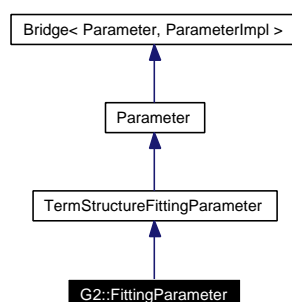 Bridge< Parameter, ParameterImpl >
Parameter
TermStructureFittingParameter
G2::FittingParameter